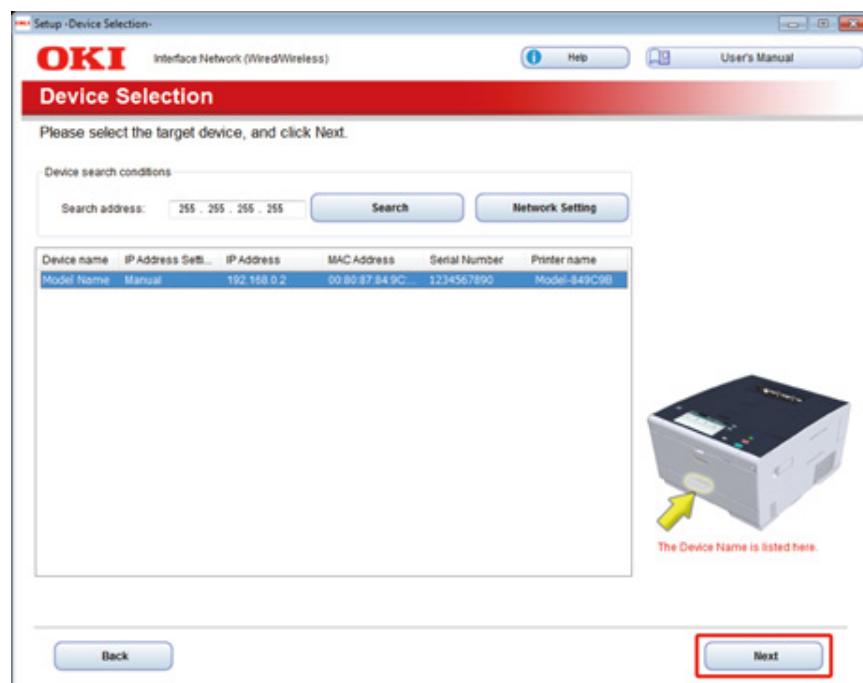 Setup -Device Selection-
OKI Interface:Network (Wired/Wireless) Help User's Manual
Device Selection
Please select the target device, and click Next.
Device search conditions
Search address: 255 . 255 . 255 . 255 Search Network Setting
Device name IP Address Setti... IP Address MAC Address Serial Number Printer name
Model Name Manual 192.168.0.2 00:80:87:84:9C... 1234567890 Model-849C9B
The Device Name is listed here.
Back Next